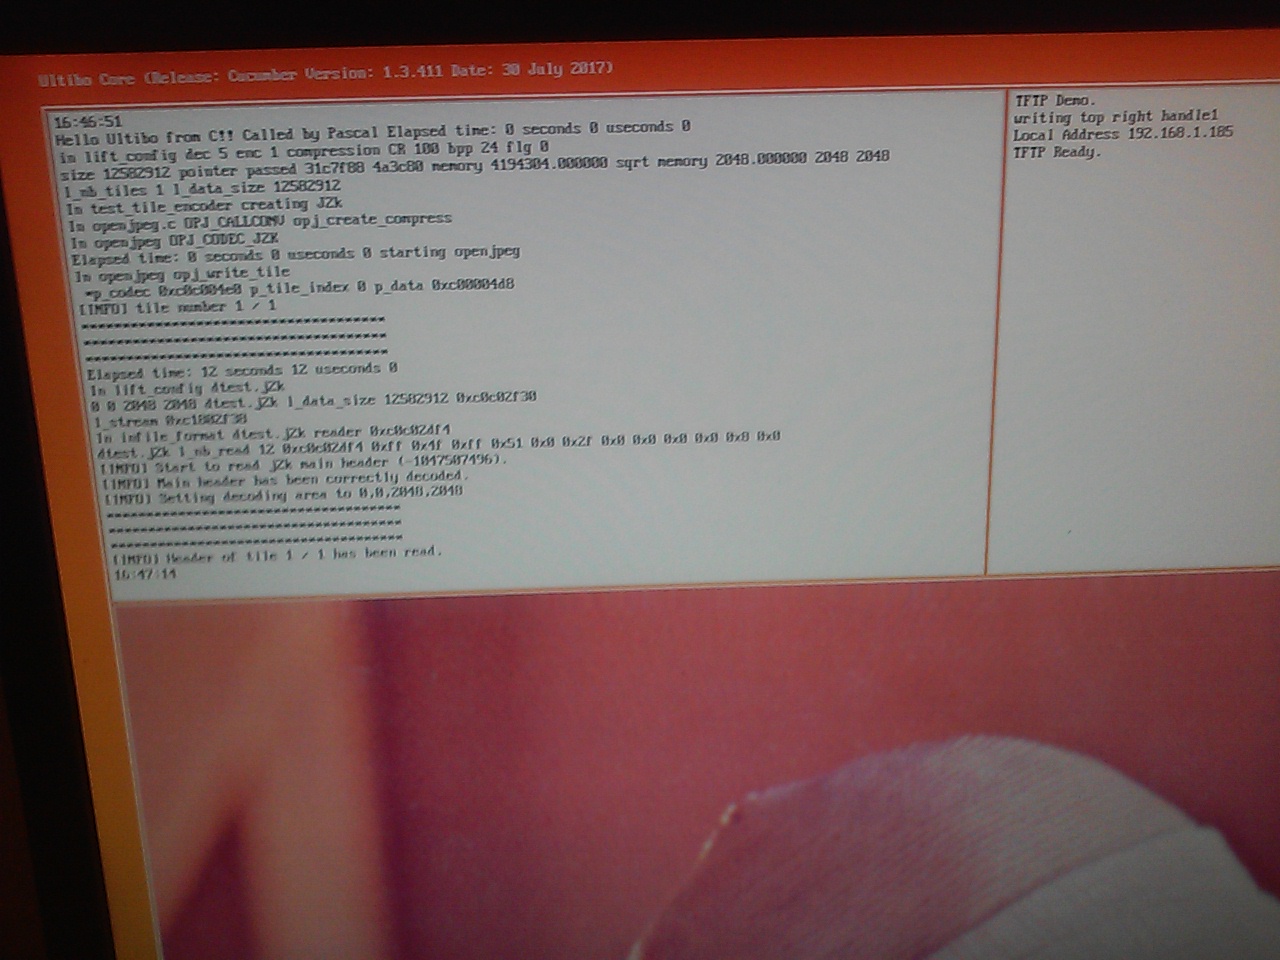 Ultibo Core (Release: Cucumber Version: 1.3.411 Date: 30 July 2017)
16:46:51
Hello Ultibo from C!! Called by Pascal Elapsed time: 0 seconds 0 useconds 0
in lift_config dec 5 enc 1 compression CR 100 bpp 24 flg 0
size 12582912 pointer passed 31c7f88 4a3c80 memory 4194304.000000 sqrt memory 2048.000000 2048 2048
l_nb_tiles 1 l_data_size 12582912
In test_tile_encoder creating J2k
In openjpeg.c OPJ_CALLCONV opj_create_compress
In openjpeg OPJ_CODEC_J2K
Elapsed time: 0 seconds 0 useconds 0 starting openjpeg
In openjpeg opj_write_tile
*p_codec 0xc0c004e0 p_tile_index 0 p_data 0xc00004d8
[INFO] tile number 1 / 1
Elapsed time: 12 seconds 12 useconds 0
In lift_config dtest.j2k
0 0 2048 2048 dtest.j2k l_data_size 12582912 0xc0c02f30
l_stream 0xc1802f38
In infile_format dtest.j2k reader 0xc0c02df4
dtest.j2k l_nb_read 12 0xc0c02df4 0xff 0x4f 0xff 0x51 0x0 0x2f 0x0 0x0 0x0 0x0 0x8 0x0
[INFO] Start to read j2k main header (-1047507496).
[INFO] Main header has been correctly decoded.
[INFO] Setting decoding area to 0,0,2048,2048
[INFO] Header of tile 1 / 1 has been read.
16:47:14
TFTP Demo.
writing top right handle1
Local Address 192.168.1.185
TFTP Ready.